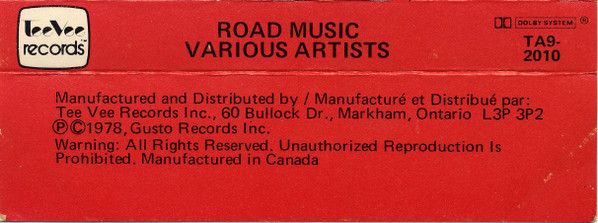 TeeVee
records™
ROAD MUSIC
VARIOUS ARTISTS
DOLBY SYSTEM ®
TA9-
2010
Manufactured and Distributed by / Manufacturé et Distribué par:
Tee Vee Records Inc., 60 Bullock Dr., Markham, Ontario L3P 3P2
Ⓟ©1978, Gusto Records Inc.
Warning: All Rights Reserved. Unauthorized Reproduction Is
Prohibited. Manufactured in Canada